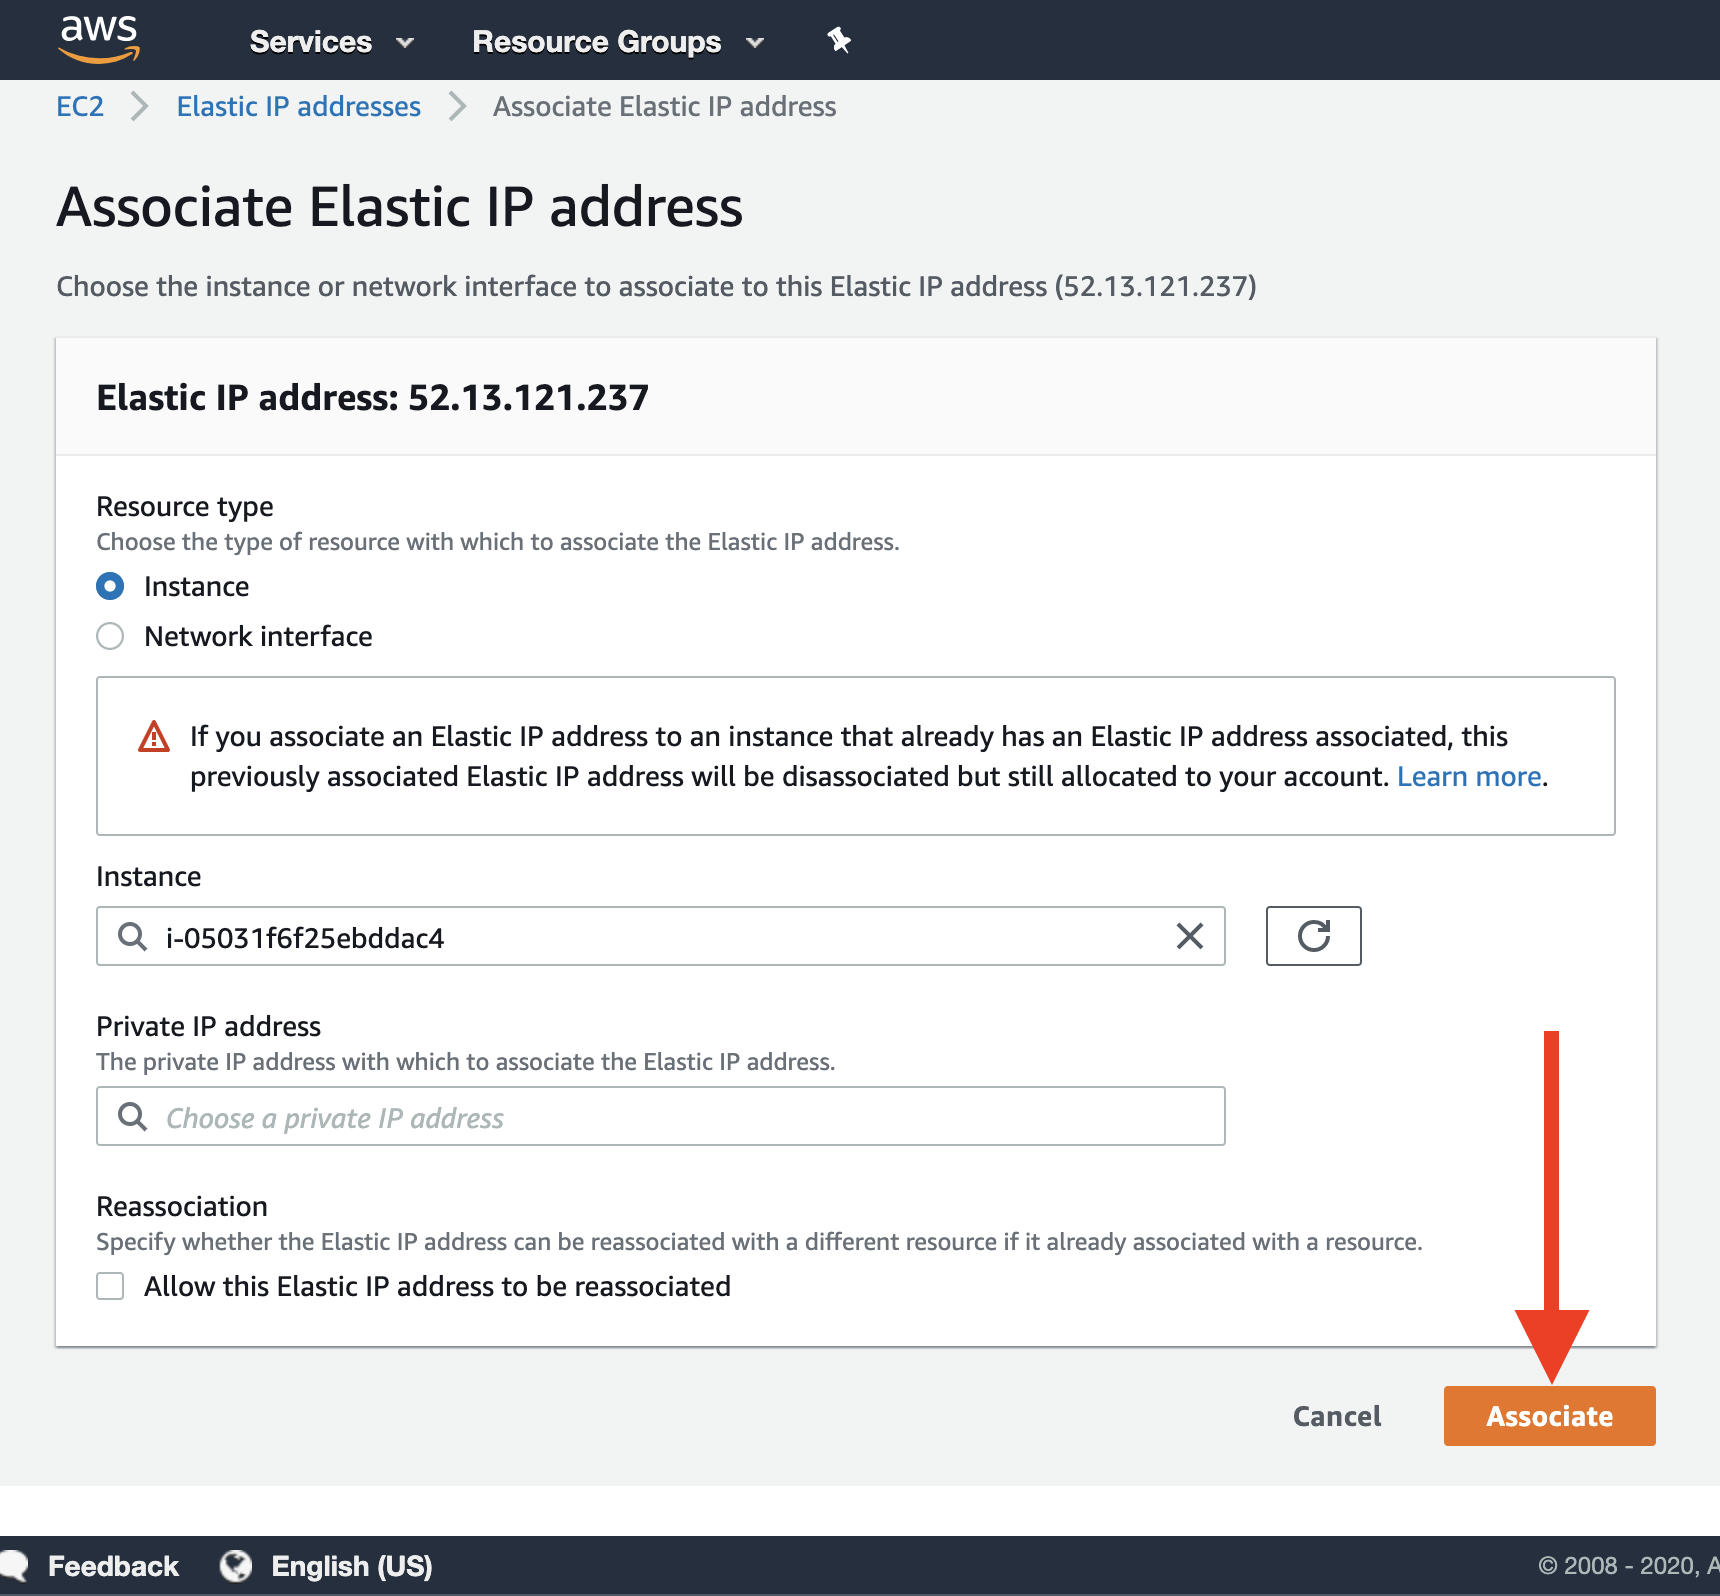 aws
Services
Resource Groups
EC2
Elastic IP addresses
Associate Elastic IP address
Associate Elastic IP address
Choose the instance or network interface to associate to this Elastic IP address (52.13.121.237)
Elastic IP address: 52.13.121.237
Resource type
Choose the type of resource with which to associate the Elastic IP address.
Instance
Network interface
If you associate an Elastic IP address to an instance that already has an Elastic IP address associated, this
previously associated Elastic IP address will be disassociated but still allocated to your account. Learn more.
Instance
i-05031f6f25ebddac4
Private IP address
The private IP address with which to associate the Elastic IP address.
Choose a private IP address
Reassociation
Specify whether the Elastic IP address can be reassociated with a different resource if it already associated with a resource.
Allow this Elastic IP address to be reassociated
Cancel
Associate
Feedback
English (US)
© 2008 - 2020, A